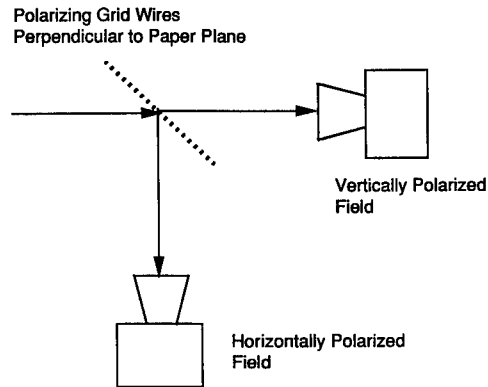 Polarizing Grid Wires
Perpendicular to Paper Plane
Vertically Polarized
Field
Horizontally Polarized
Field